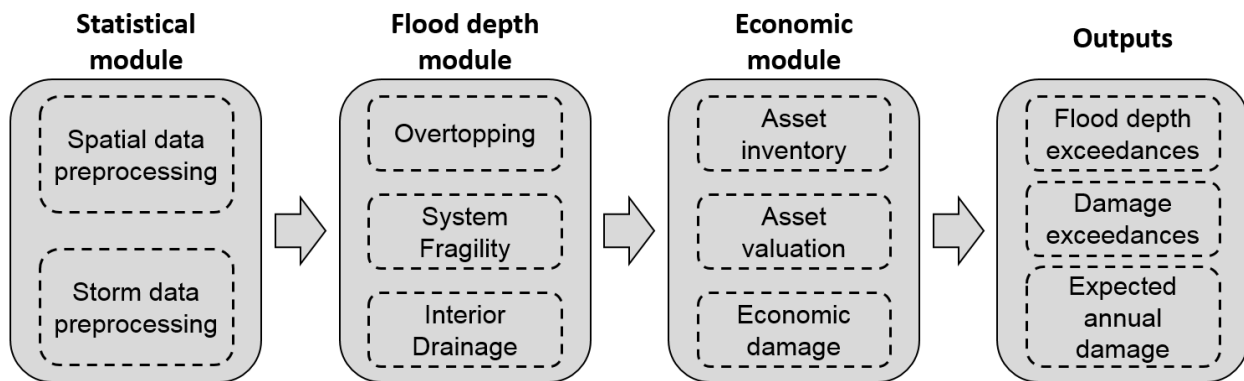 Statistical
module
Spatial data
preprocessing
Storm data
preprocessing
Flood depth
module
Overtopping
System
Fragility
Interior
Drainage
Economic
module
Asset
inventory
Asset
valuation
Economic
damage
Outputs
Flood depth
exceedances
Damage
exceedances
Expected
annual
damage